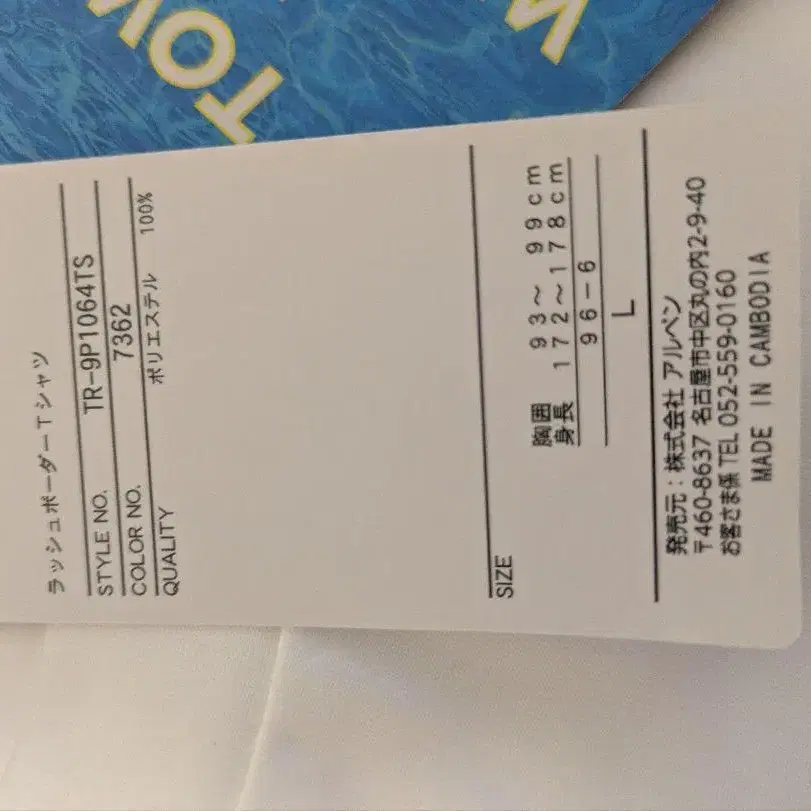 TOW
ラッシュボーダーTシャツ
STYLE NO. TR-9P1064TS
COLOR NO. 7362
QUALITY ポリエステル 100%
SIZE
胸囲 93～ 99cm
身長 172～178cm
96-6
L
発売元：株式会社 アルペン
〒460-8637 名古屋市中区丸の内2-9-40
お客さま係 TEL 052-559-0160
MADE IN CAMBODIA